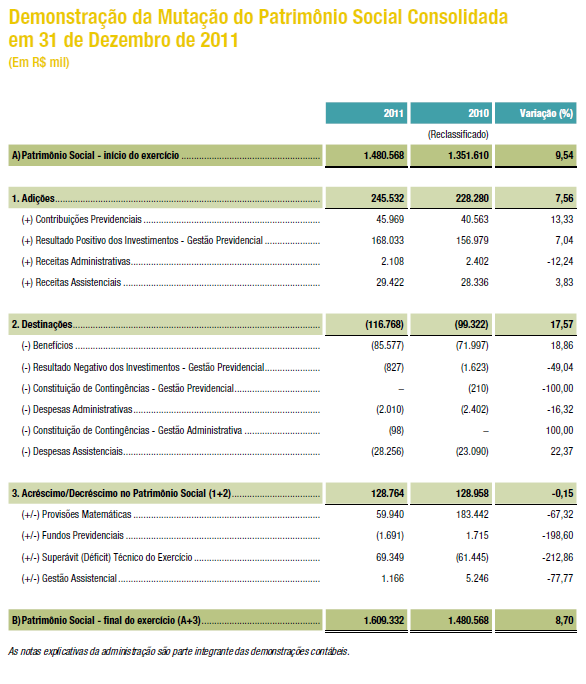 Demonstração da Mutação do Patrimônio Social Consolidada
em 31 de Dezembro de 2011
(Em R$ mil)
2011 2010 Variação (%)
(Reclassificado)
A) Patrimônio Social - início do exercício 1.480.568 1.351.610 9,54
1. Adições 245.532 228.280 7,56
(+) Contribuições Previdenciais 45.969 40.563 13,33
(+) Resultado Positivo dos Investimentos - Gestão Previdencial 168.033 156.979 7,04
(+) Receitas Administrativas 2.108 2.402 -12,24
(+) Receitas Assistenciais 29.422 28.336 3,83
2. Destinações (116.768) (99.322) 17,57
(-) Benefícios (85.577) (71.997) 18,86
(-) Resultado Negativo dos Investimentos - Gestão Previdencial (827) (1.623) -49,04
(-) Constituição de Contingências - Gestão Previdencial – (210) -100,00
(-) Despesas Administrativas (2.010) (2.402) -16,32
(-) Constituição de Contingências - Gestão Administrativa (98) – 100,00
(-) Despesas Assistenciais (28.256) (23.090) 22,37
3. Acréscimo/Decréscimo no Patrimônio Social (1+2) 128.764 128.958 -0,15
(+/-) Provisões Matemáticas 59.940 183.442 -67,32
(+/-) Fundos Previdenciais (1.691) 1.715 -198,60
(+/-) Superávit (Déficit) Técnico do Exercício 69.349 (61.445) -212,86
(+/-) Gestão Assistencial 1.166 5.246 -77,77
B) Patrimônio Social - final do exercício (A+3) 1.609.332 1.480.568 8,70
As notas explicativas da administração são parte integrante das demonstrações contábeis.